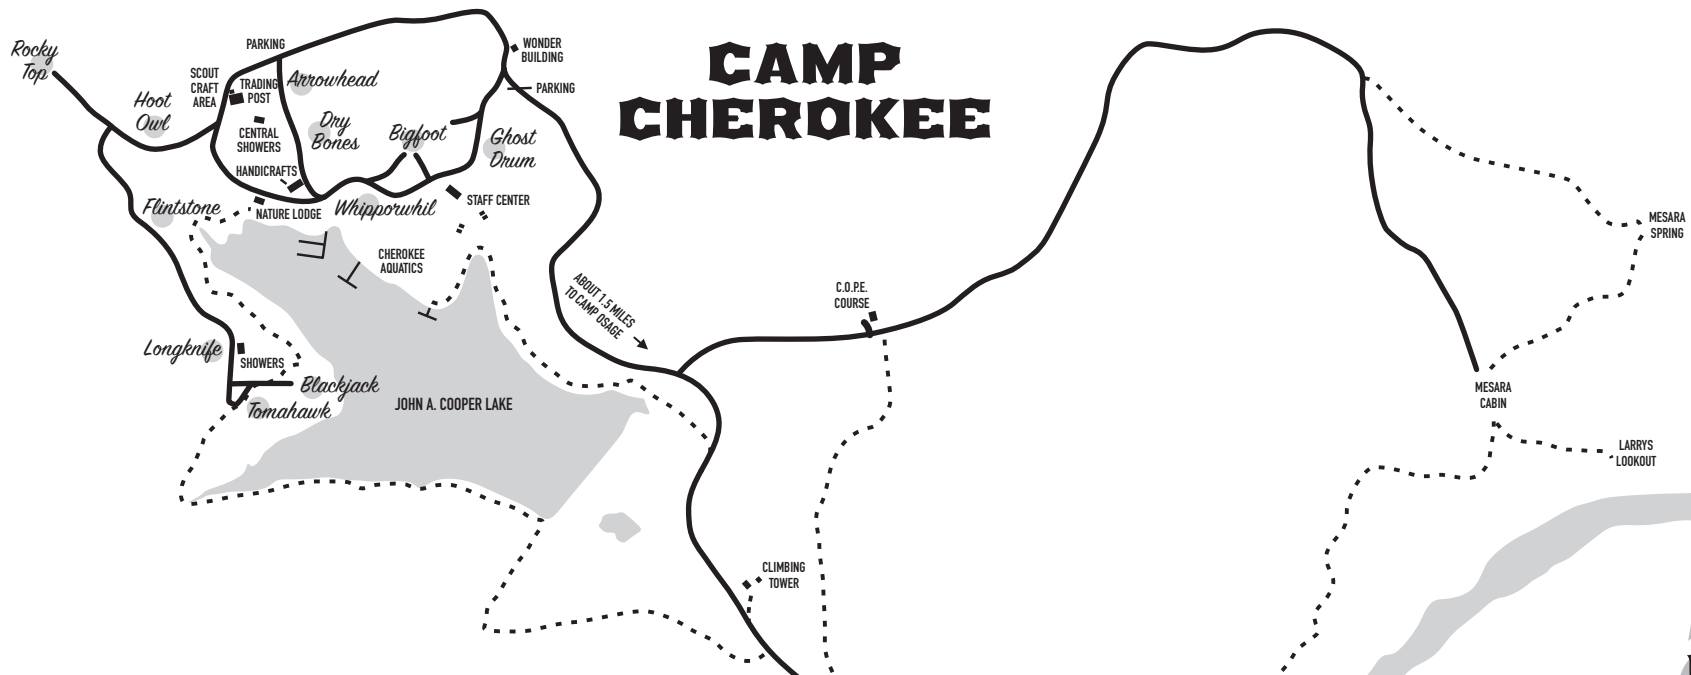 CAMP
CHEROKEE
Rocky
Top
Hoot
Owl
PARKING
SCOUT
CRAFT
AREA
TRADING
POST
Arrowhead
CENTRAL
SHOWERS
Dry
Bones
Bigfoot
Ghost
Drum
WONDER
BUILDING
PARKING
HANDICRAFTS
Flintstone
NATURE LODGE
Whipporwhil
STAFF CENTER
CHEROKEE
AQUATICS
ABOUT 1.5 MILES
TO CAMP OSAGE
C.O.P.E.
COURSE
MESARA
SPRING
Longknife
SHOWERS
Blackjack
Tomahawk
JOHN A. COOPER LAKE
MESARA
CABIN
LARRYS
LOOKOUT
CLIMBING
TOWER